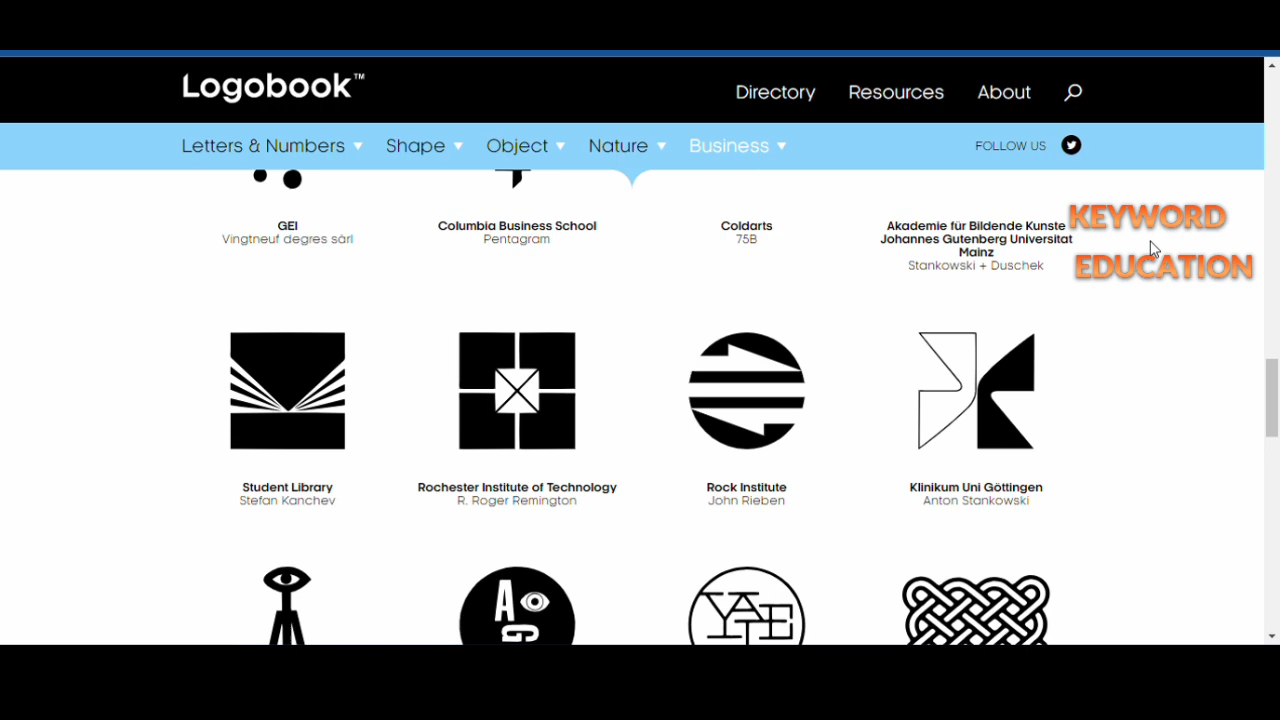 Logobook™
Directory Resources About
Letters & Numbers Shape Object Nature Business FOLLOW US
GEI
Vingtneuf degres sàrl
Columbia Business School
Pentagram
Coldarts
75B
Akademie für Bildende Kunste
Johannes Gutenberg Universitat
Mainz
Stankowski + Duschek
KEYWORD
EDUCATION
Student Library
Stefan Kanchev
Rochester Institute of Technology
R. Roger Remington
Rock Institute
John Rieben
Klinikum Uni Göttingen
Anton Stankowski
YALE